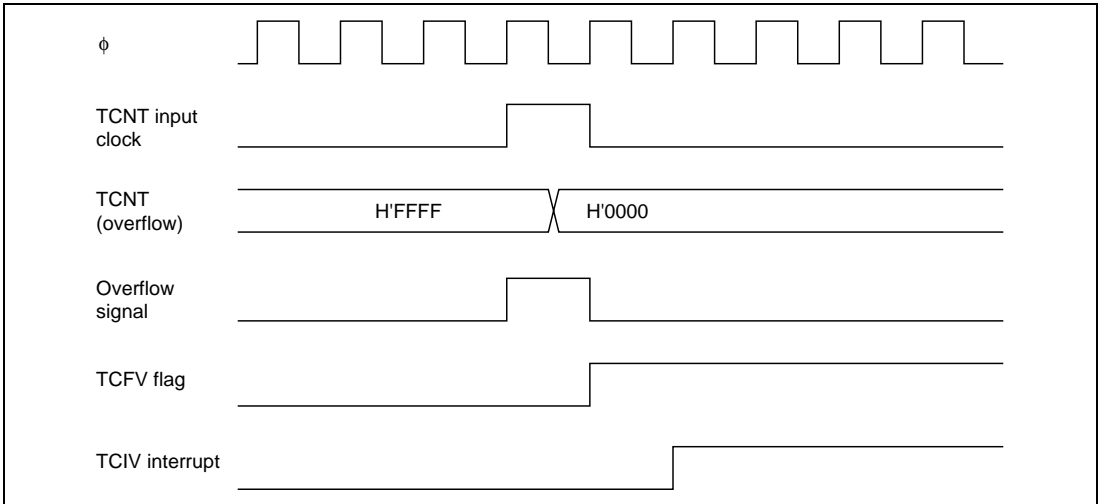 ϕ
TCNT input
clock
TCNT
(overflow)
H'FFFF
H'0000
Overflow
signal
TCFV flag
TCIV interrupt